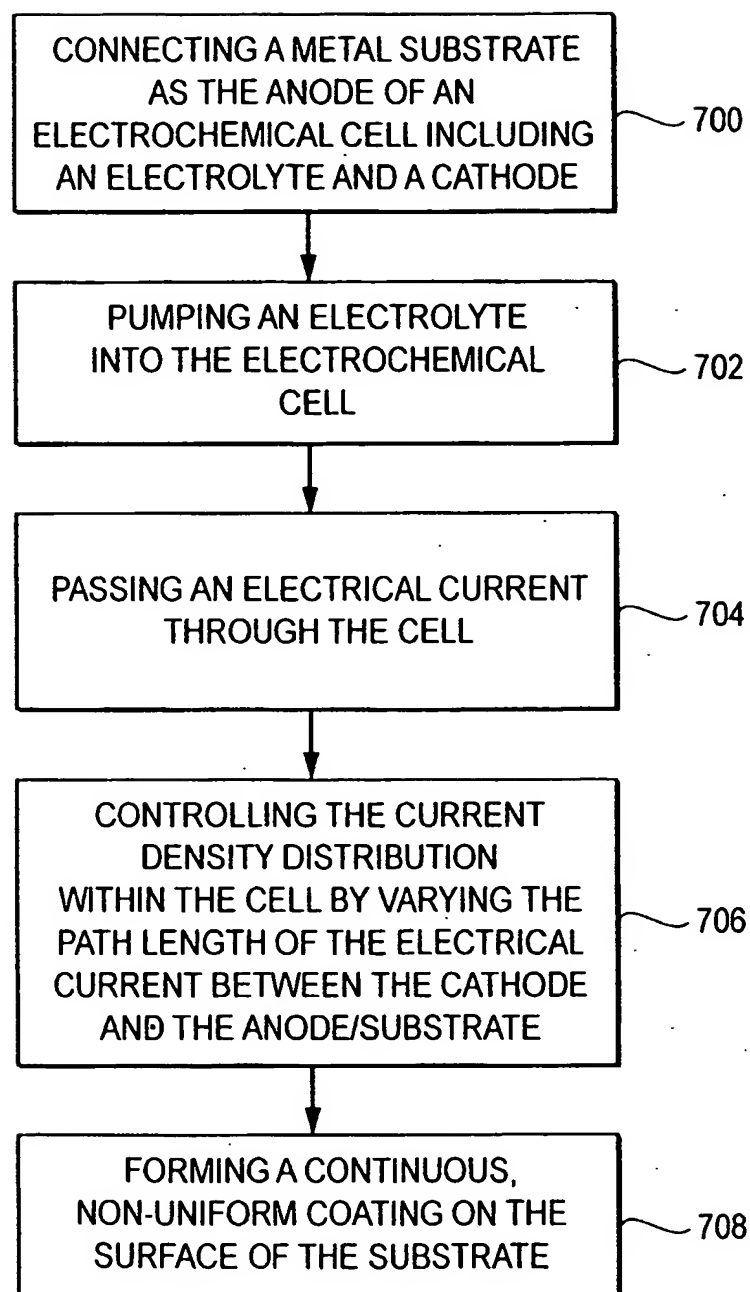 CONNECTING A METAL SUBSTRATE
AS THE ANODE OF AN
ELECTROCHEMICAL CELL INCLUDING
AN ELECTROLYTE AND A CATHODE
700
PUMPING AN ELECTROLYTE
INTO THE ELECTROCHEMICAL
CELL
702
PASSING AN ELECTRICAL CURRENT
THROUGH THE CELL
704
CONTROLLING THE CURRENT
DENSITY DISTRIBUTION
WITHIN THE CELL BY VARYING THE
PATH LENGTH OF THE ELECTRICAL
CURRENT BETWEEN THE CATHODE
AND THE ANODE/SUBSTRATE
706
FORMING A CONTINUOUS,
NON-UNIFORM COATING ON THE
SURFACE OF THE SUBSTRATE
708